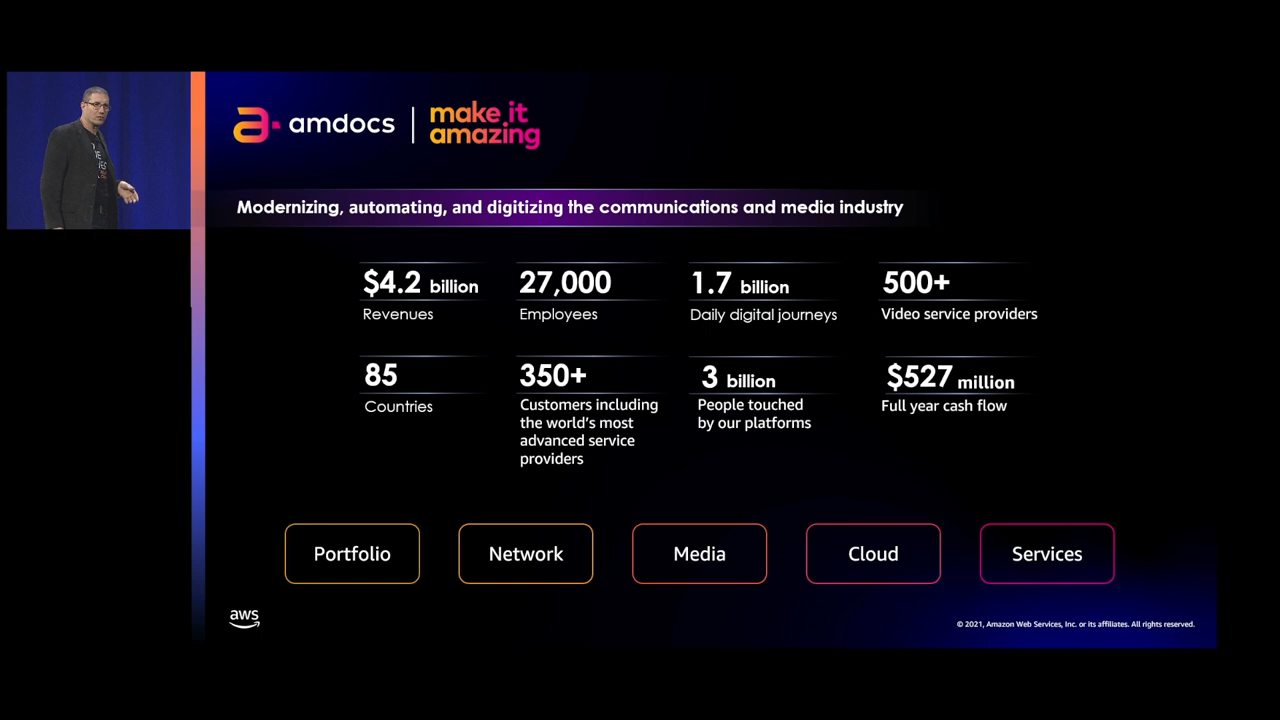 amdocs
make it
amazing
Modernizing, automating, and digitizing the communications and media industry
$4.2 billion
Revenues
27,000
Employees
1.7 billion
Daily digital journeys
500+
Video service providers
85
Countries
350+
Customers including
the world's most
advanced service
providers
3 billion
People touched
by our platforms
$527 million
Full year cash flow
Portfolio
Network
Media
Cloud
Services
aws
© 2021, Amazon Web Services, Inc. or its affiliates. All rights reserved.